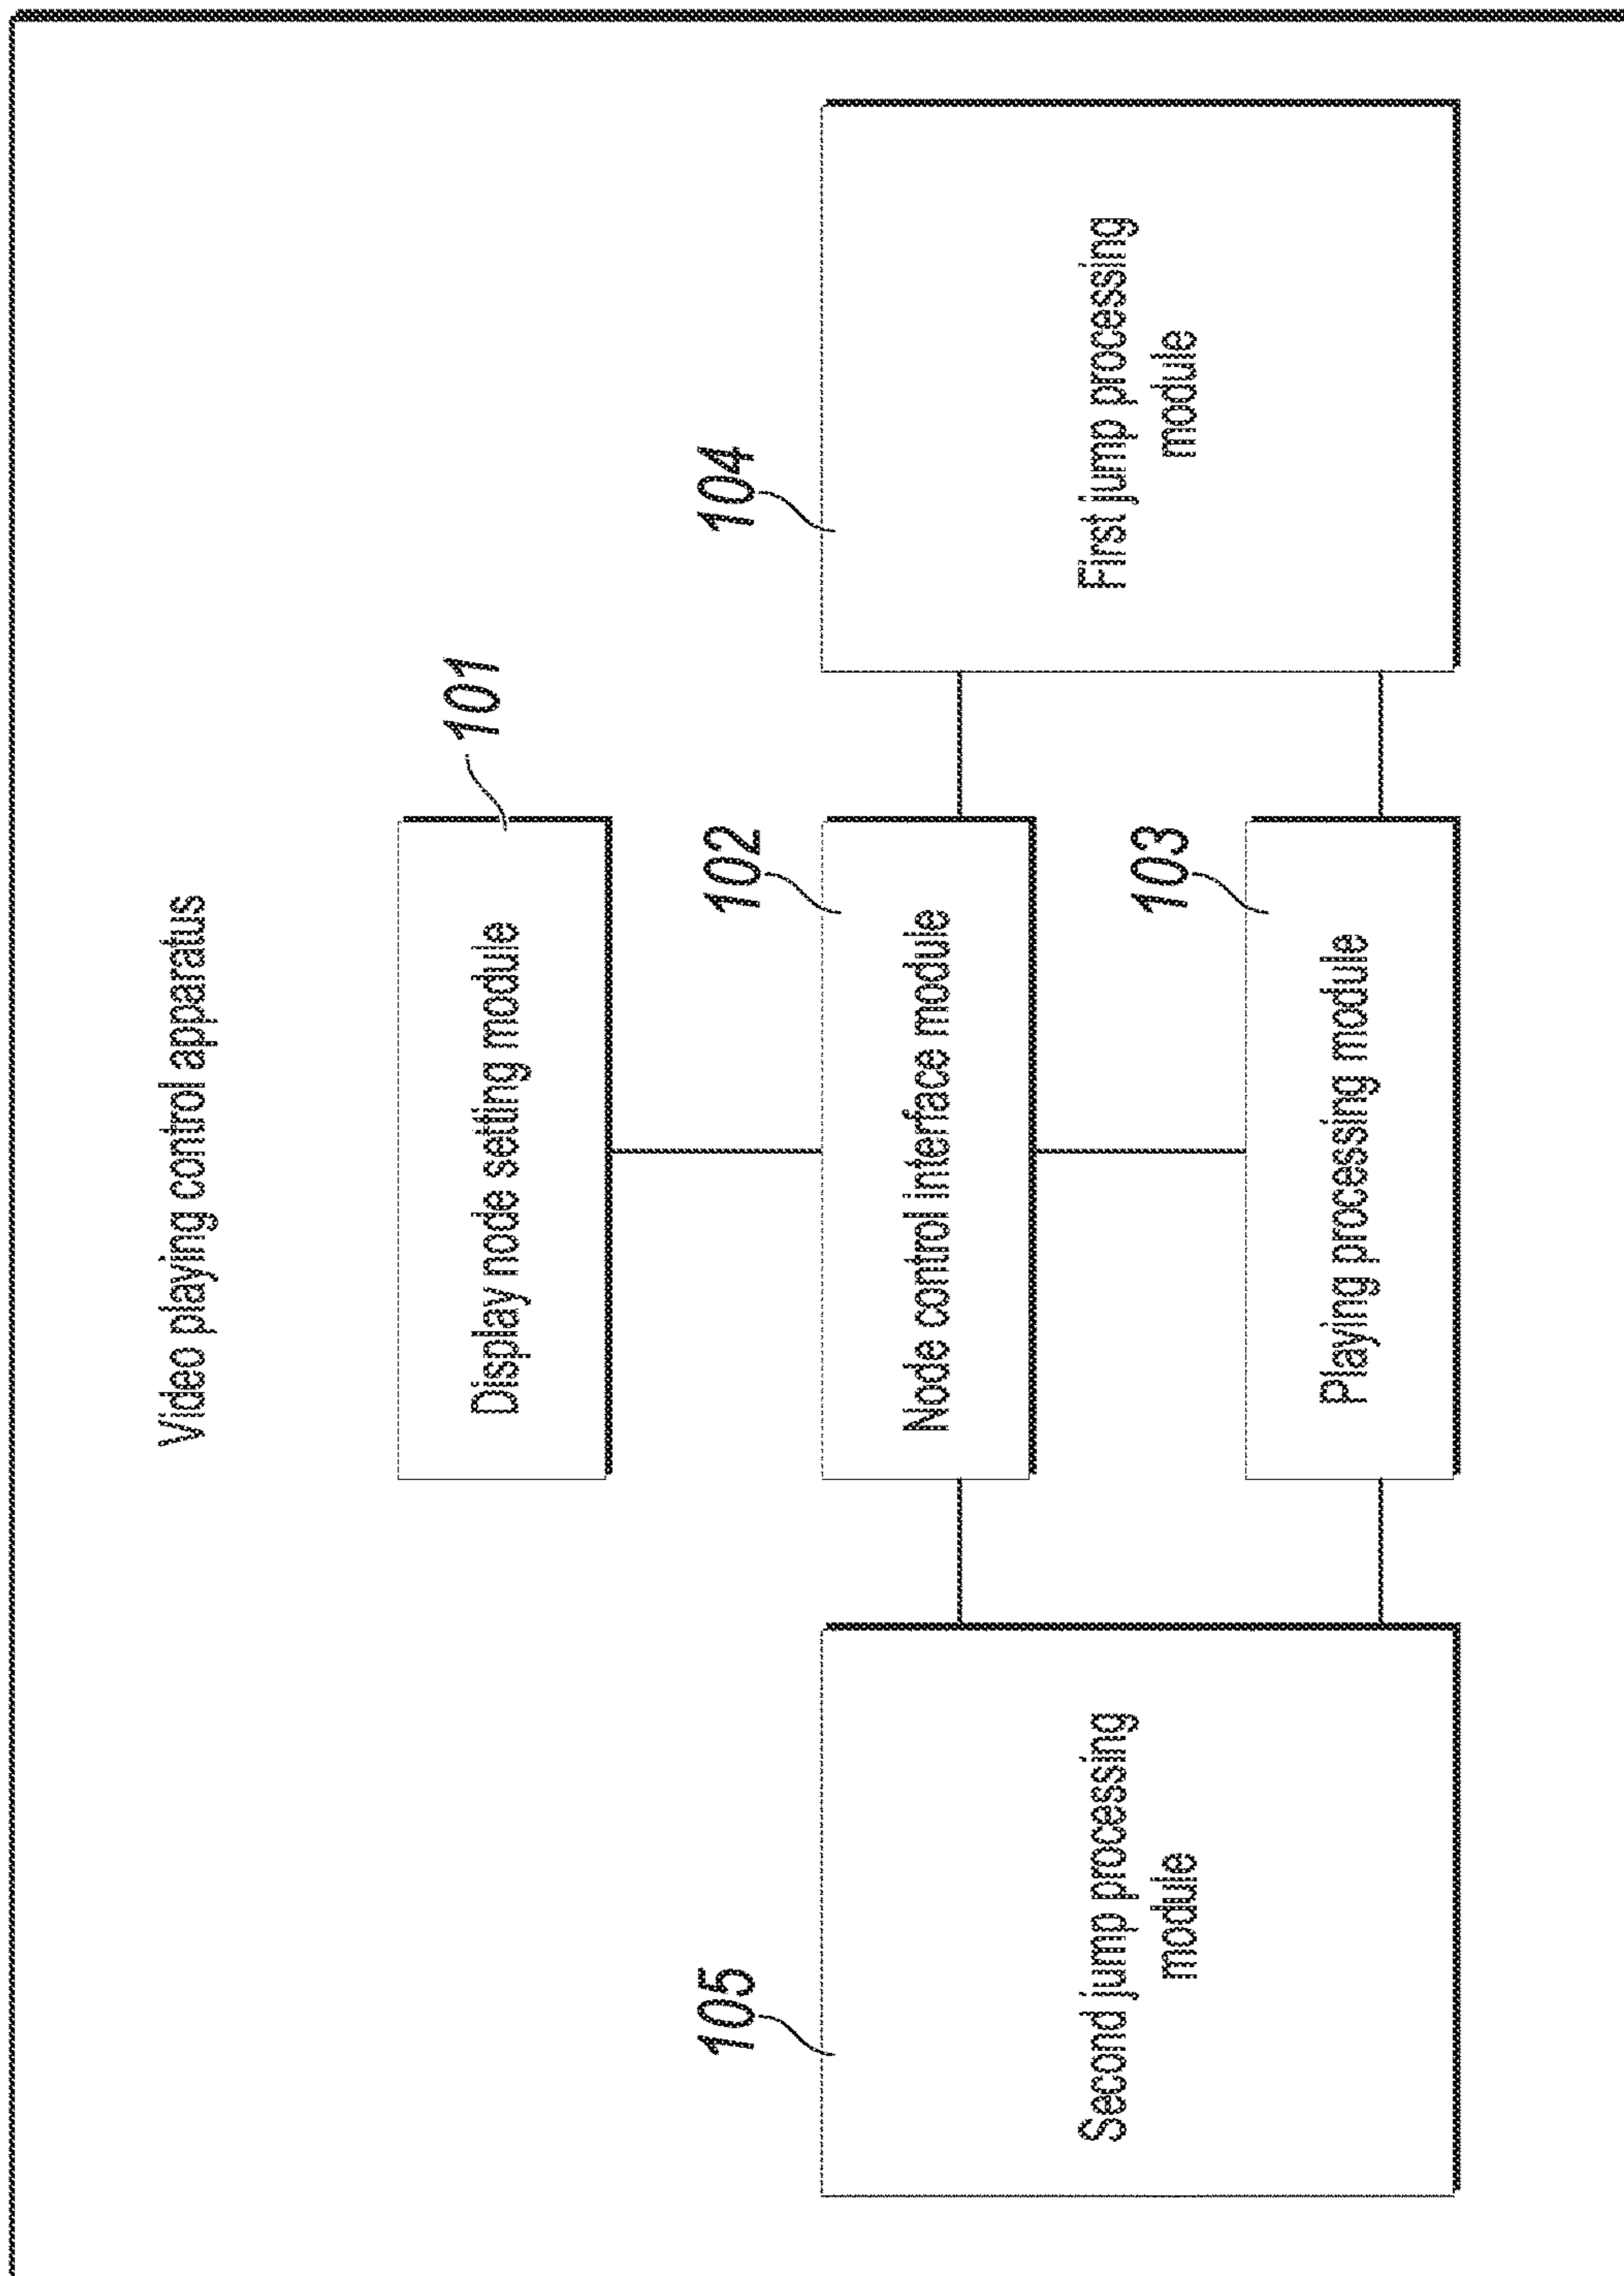 Video playing control apparatus
101
Display node setting module
105
102
104
Second jump processing
module
Node control interface module
First jump processing
module
103
Playing processing module